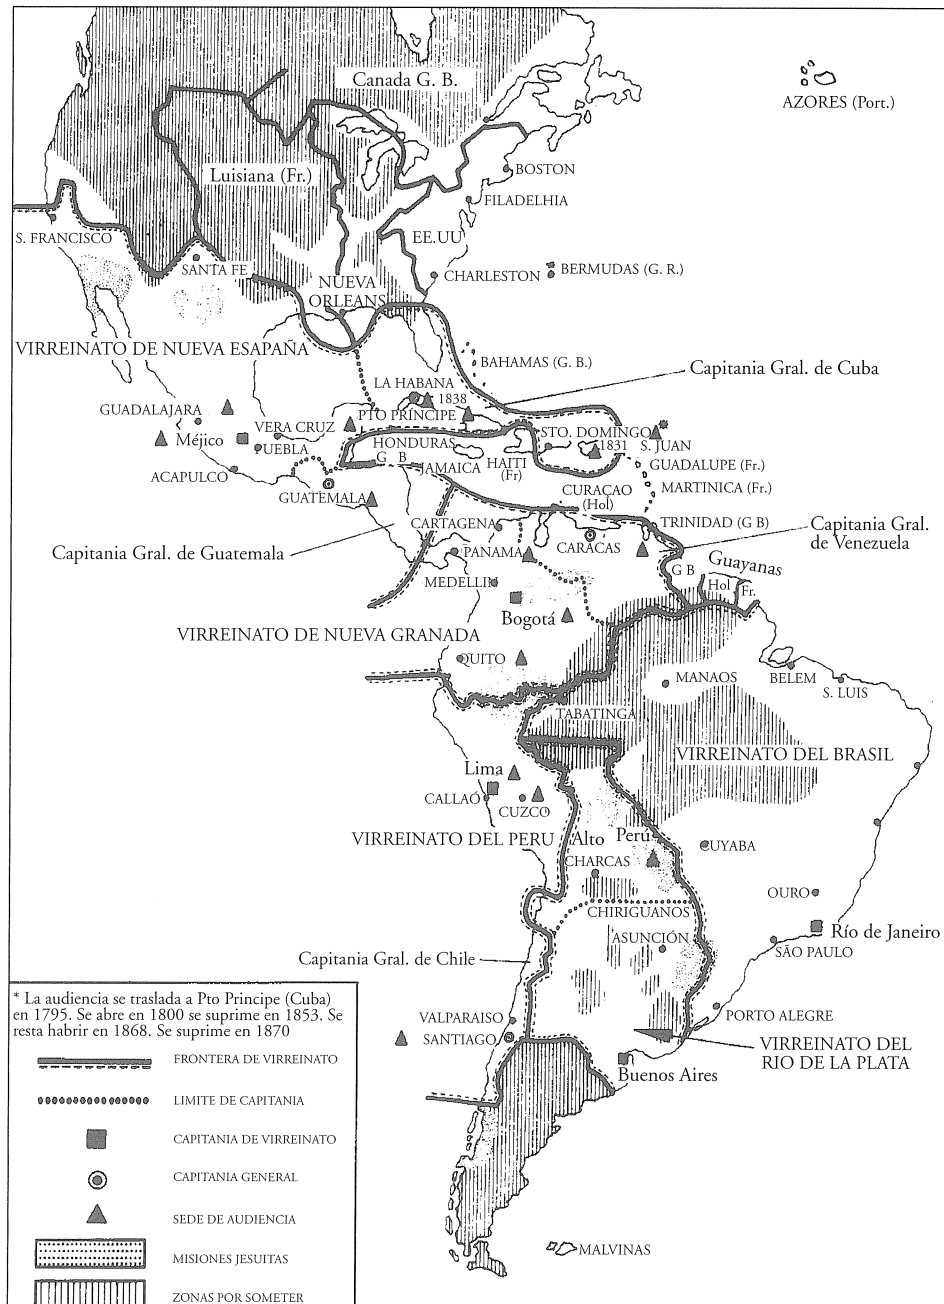 Canada G. B.
AZORES (Port.)
Luisiana (Fr.)
BOSTON
FILADELHIA
EE.UU
S. FRANCISCO
SANTA FE
CHARLESTON
BERMUDAS (G. R.)
NUEVA
ORLEANS
VIRREINATO DE NUEVA ESAPAÑA
BAHAMAS (G. B.)
Capitania Gral. de Cuba
LA HABANA
1838
PTO PRÍNCIPE
GUADALAJARA
VERA CRUZ
Méjico
PUEBLA
ACAPULCO
HONDURAS
G B
JAMAICA
HAITI
(Fr)
STO. DOMINGO
1831
S. JUAN
GUADALUPE (Fr.)
MARTINICA (Fr.)
GUATEMALA
CURAÇAO
(Hol)
TRINIDAD (G B)
CARTAGENA
Capitania Gral. de Guatemala
PANAMA
CARACAS
Capitania Gral.
de Venezuela
MEDELLIN
G B
Guayanas
Hol
Fr.
Bogotá
VIRREINATO DE NUEVA GRANADA
QUITO
MANAOS
BELEM
S. LUIS
TABATINGA
VIRREINATO DEL BRASIL
Lima
CALLAÓ
CUZCO
VIRREINATO DEL PERU
Alto Perú
CUYABA
CHARCAS
OURO
CHIRIGUANOS
Río de Janeiro
ASUNCIÓN
SÃO PAULO
Capitania Gral. de Chile
VALPARAISO
SANTIAGO
PORTO ALEGRE
VIRREINATO DEL
RIO DE LA PLATA
Buenos Aires
MALVINAS
* La audiencia se traslada a Pto Principe (Cuba)
en 1795. Se abre en 1800 se suprime en 1853. Se
resta habrir en 1868. Se suprime en 1870
FRONTERA DE VIRREINATO
LIMITE DE CAPITANIA
CAPITANIA DE VIRREINATO
CAPITANIA GENERAL
SEDE DE AUDIENCIA
MISIONES JESUITAS
ZONAS POR SOMETER